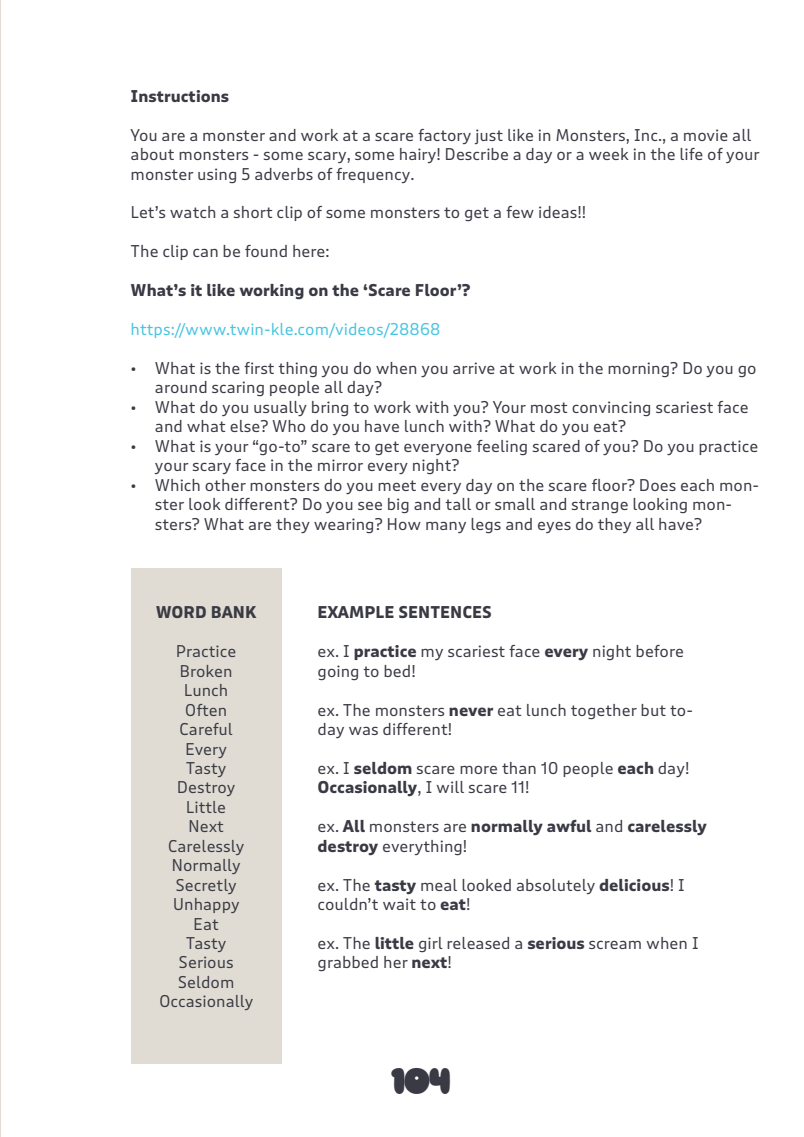 Instructions
You are a monster and work at a scare factory just like in Monsters, Inc., a movie all
about monsters - some scary, some hairy! Describe a day or a week in the life of your
monster using 5 adverbs of frequency.
Let’s watch a short clip of some monsters to get a few ideas!!
The clip can be found here:
What’s it like working on the ‘Scare Floor’?
https://www.twin-kle.com/videos/28868
• What is the first thing you do when you arrive at work in the morning? Do you go
around scaring people all day?
• What do you usually bring to work with you? Your most convincing scariest face
and what else? Who do you have lunch with? What do you eat?
• What is your “go-to” scare to get everyone feeling scared of you? Do you practice
your scary face in the mirror every night?
• Which other monsters do you meet every day on the scare floor? Does each mon-
ster look different? Do you see big and tall or small and strange looking mon-
sters? What are they wearing? How many legs and eyes do they all have?
WORD BANK
Practice
Broken
Lunch
Often
Careful
Every
Tasty
Destroy
Little
Next
Carelessly
Normally
Secretly
Unhappy
Eat
Tasty
Serious
Seldom
Occasionally
EXAMPLE SENTENCES
ex. I practice my scariest face every night before
going to bed!
ex. The monsters never eat lunch together but to-
day was different!
ex. I seldom scare more than 10 people each day!
Occasionally, I will scare 11!
ex. All monsters are normally awful and carelessly
destroy everything!
ex. The tasty meal looked absolutely delicious! I
couldn’t wait to eat!
ex. The little girl released a serious scream when I
grabbed her next!
104